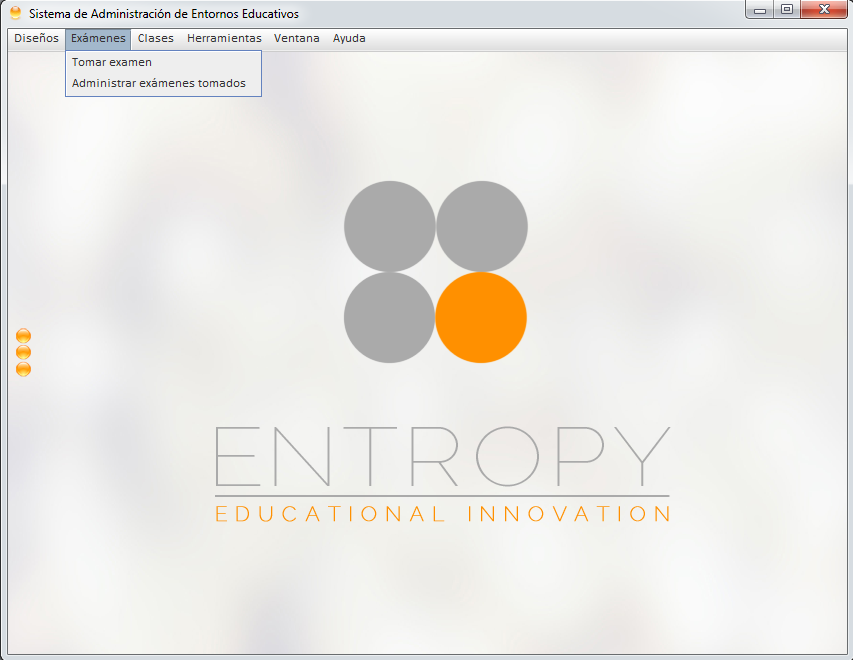 Sistema de Administración de Entornos Educativos
Diseños Exámenes Clases Herramientas Ventana Ayuda
Tomar examen
Administrar exámenes tomados
ENTROPY
EDUCATIONAL INNOVATION